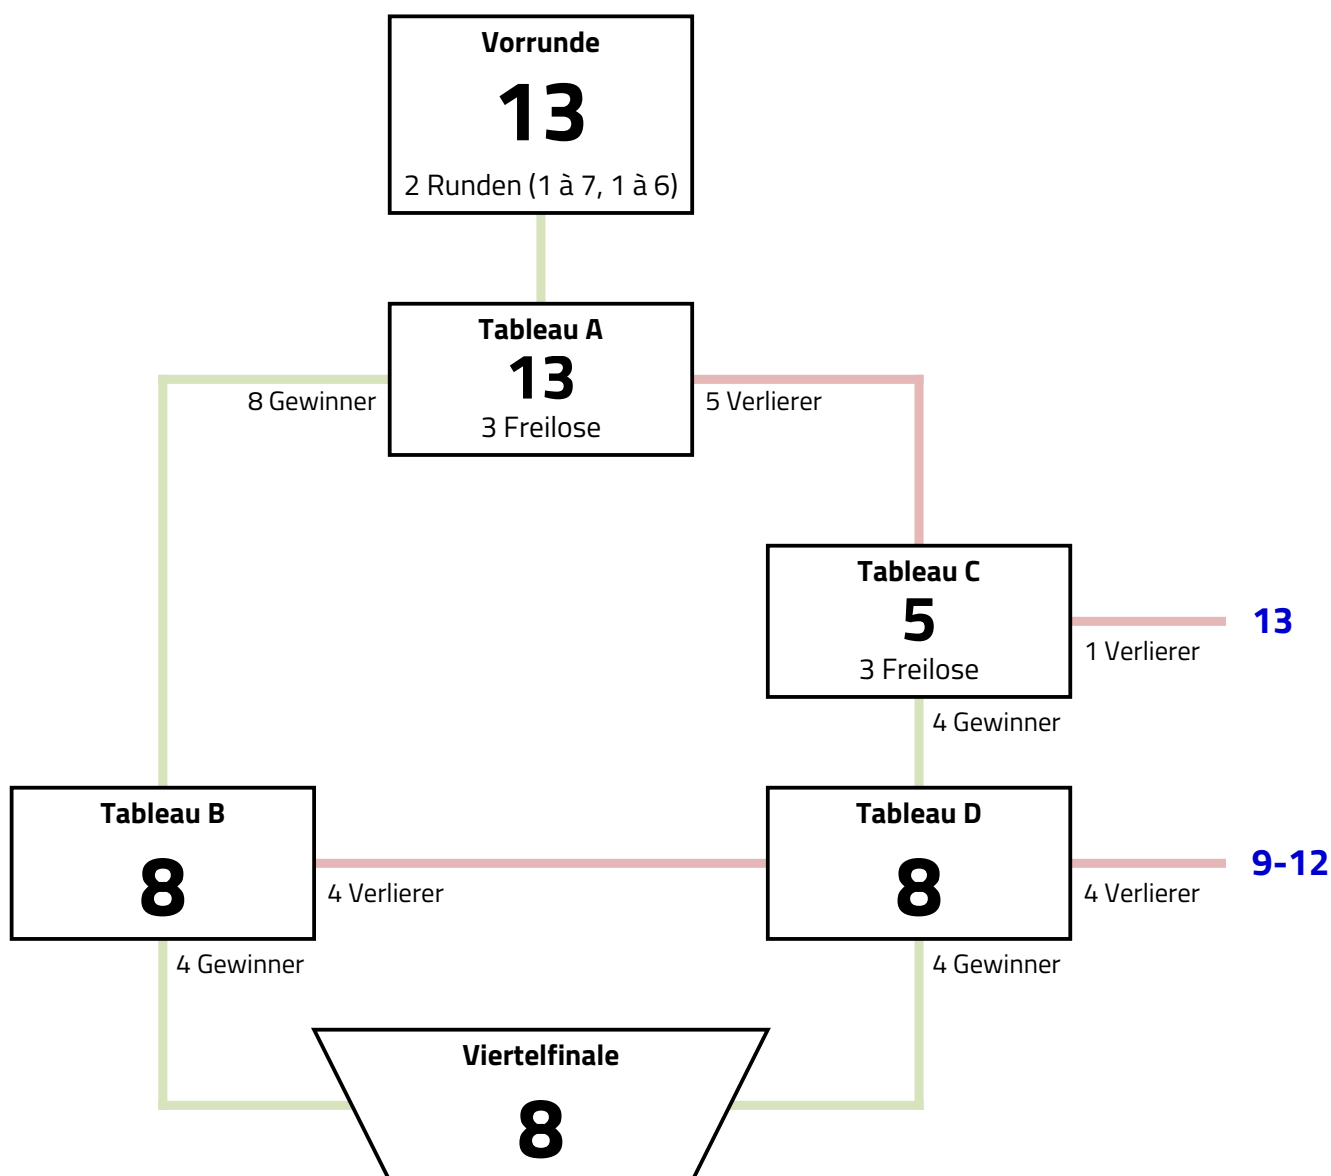 Vorrunde
13
2 Runden (1 à 7, 1 à 6)
Tableau A
13
3 Freilose
8 Gewinner
5 Verlierer
Tableau C
5
3 Freilose
1 Verlierer
13
4 Gewinner
Tableau B
8
4 Verlierer
4 Gewinner
Tableau D
8
4 Verlierer
9-12
4 Gewinner
Viertelfinale
8